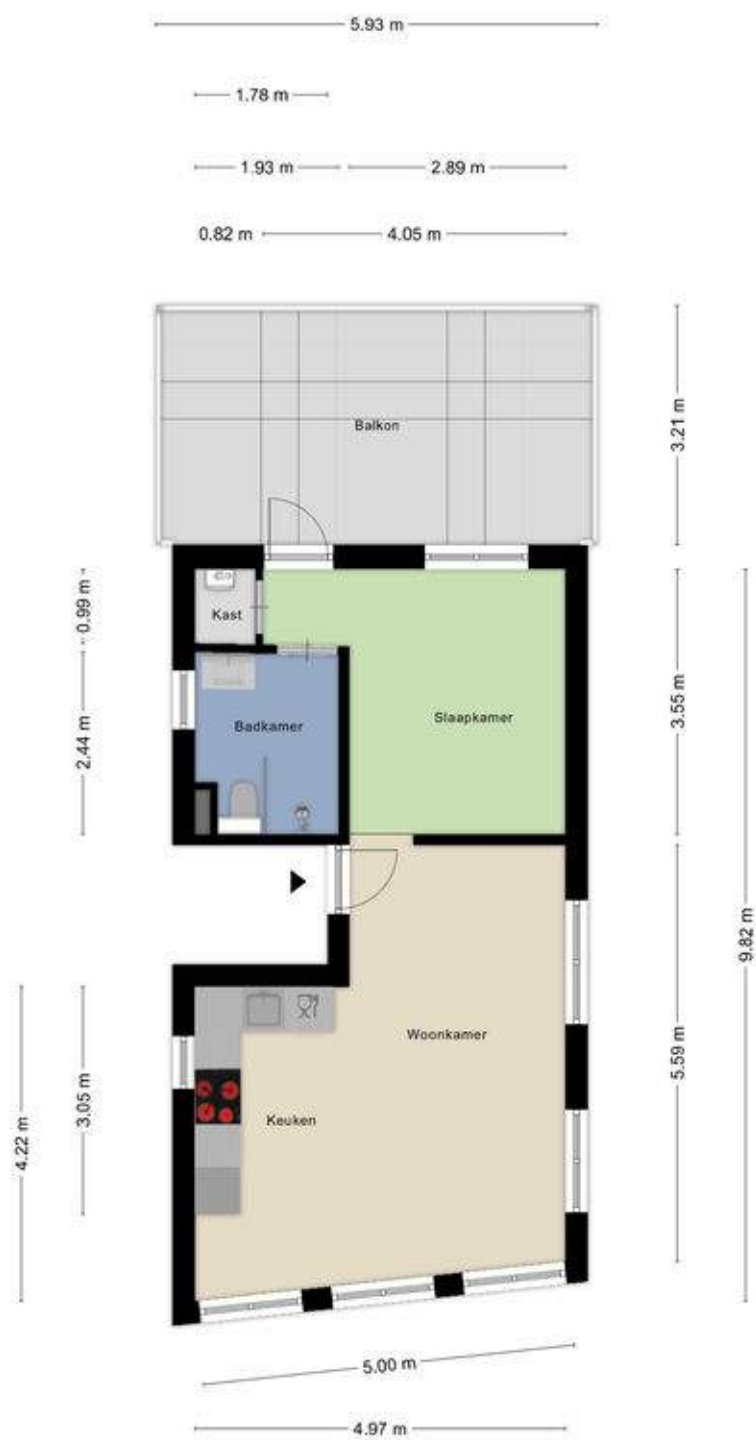 5.93 m
1.78 m
1.93 m 2.89 m
0.82 m 4.05 m
Balkon
3.21 m
Kast
0.99 m
Badkamer
2.44 m
Slaapkamer
3.55 m
9.82 m
Woonkamer
5.59 m
Keuken
3.05 m
4.22 m
5.00 m
4.97 m